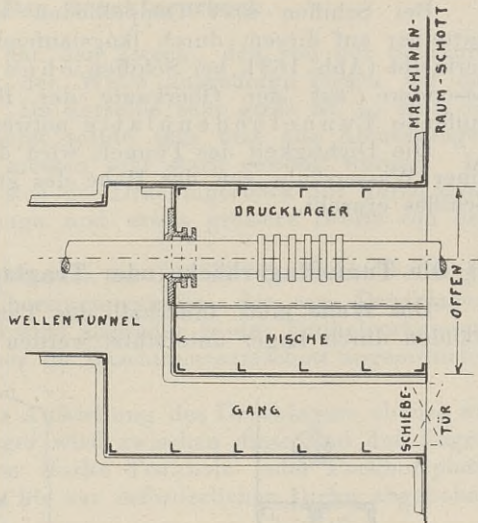 MASCHINEN-
RAUM-SCHOTT
DRUCKLAGER
OFFEN
WELLENTUNNEL
NISCHE
GANG
SCHIEBE-
TÜR